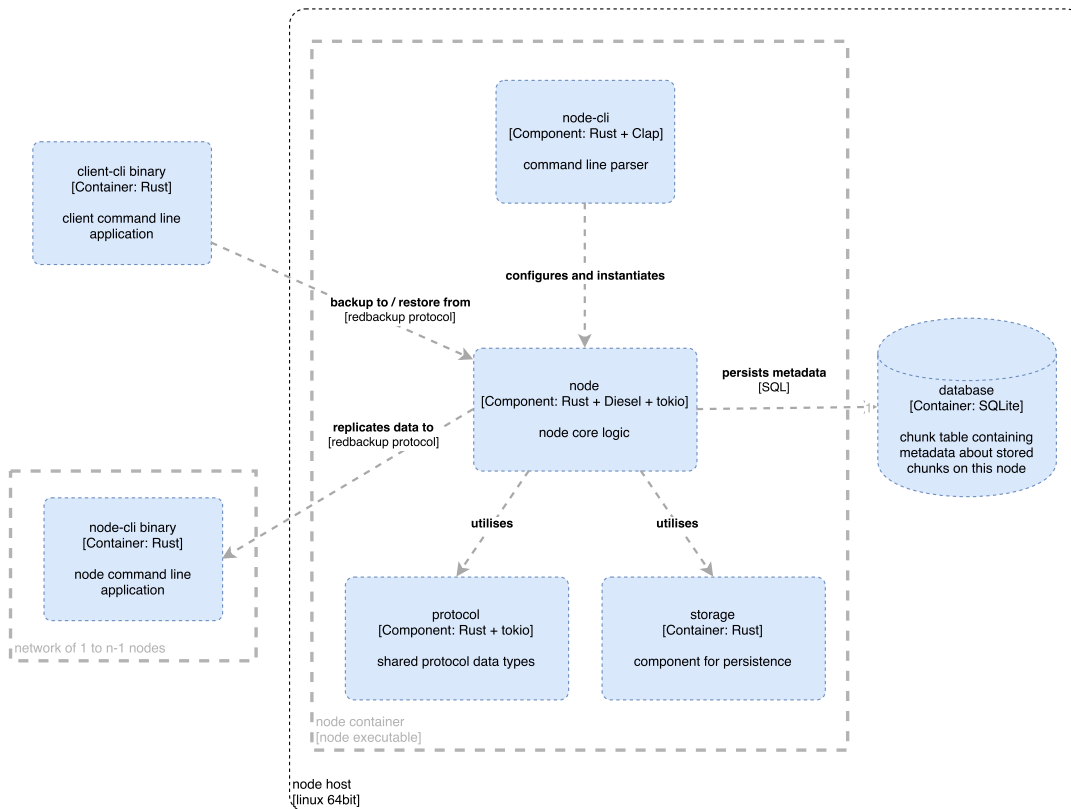 node-cli
[Component: Rust + Clap]
command line parser
client-cli binary
[Container: Rust]
client command line
application
configures and instantiates
backup to / restore from
[redbackup protocol]
node
[Component: Rust + Diesel + tokio]
node core logic
persists metadata
[SQL]
database
[Container: SQLite]
chunk table containing
metadata about stored
chunks on this node
replicates data to
[redbackup protocol]
node-cli binary
[Container: Rust]
node command line
application
network of 1 to n-1 nodes
utilises
utilises
protocol
[Component: Rust + tokio]
shared protocol data types
storage
[Container: Rust]
component for persistence
node container
[node executable]
node host
[linux 64bit]